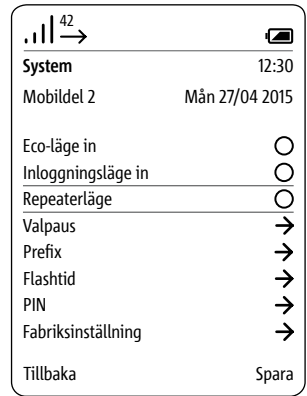 42
System 12:30
Mobildel 2 Mån 27/04 2015
Eco-läge in
Inloggningsläge in
Repeaterläge
Valpaus
Prefix
Flashtid
PIN
Fabriksinställning
Tillbaka Spara